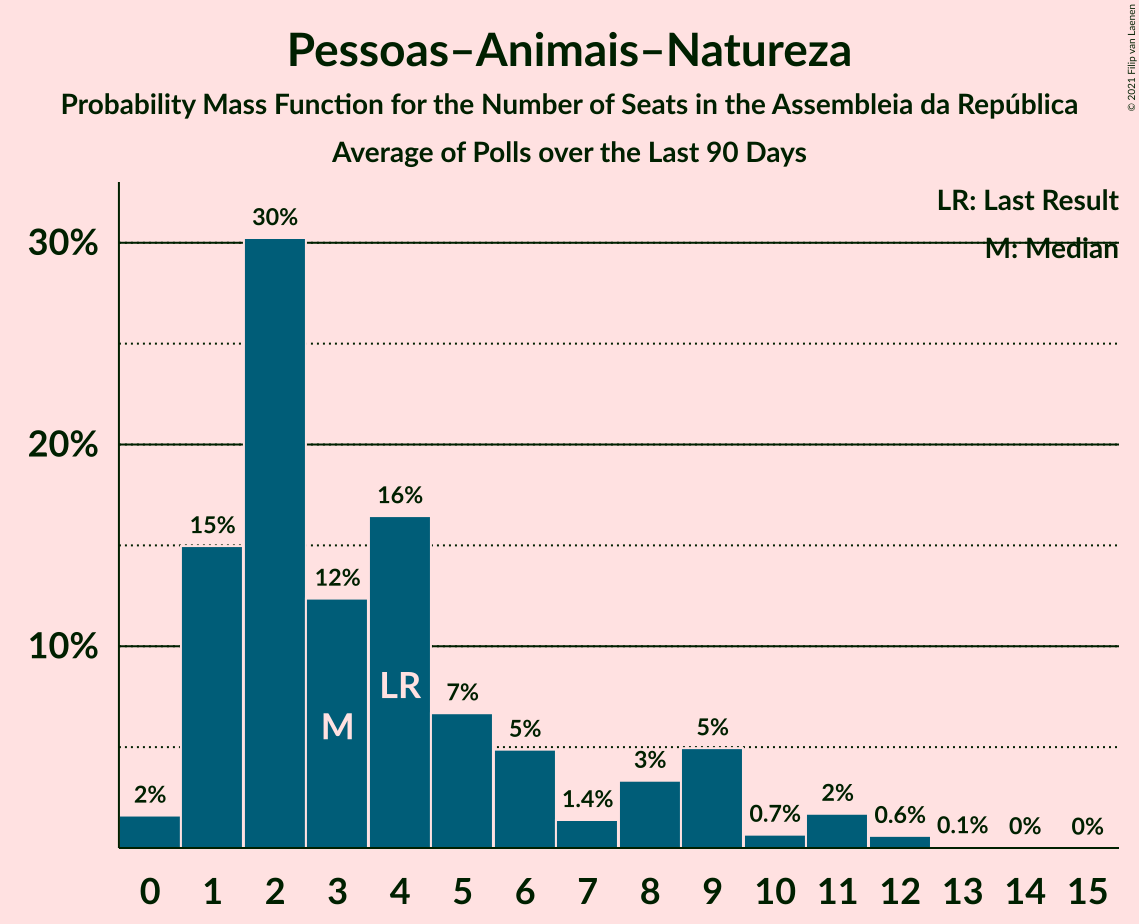 Pessoas–Animais–Natureza
Probability Mass Function for the Number of Seats in the Assembleia da República
Average of Polls over the Last 90 Days
© 2021 Filip van Laenen
LR: Last Result
M: Median
30%
20%
10%
2%
15%
30%
12%
16%
7%
5%
1.4%
3%
5%
0.7%
2%
0.6%
0.1%
0%
0%
M
LR
0 1 2 3 4 5 6 7 8 9 10 11 12 13 14 15